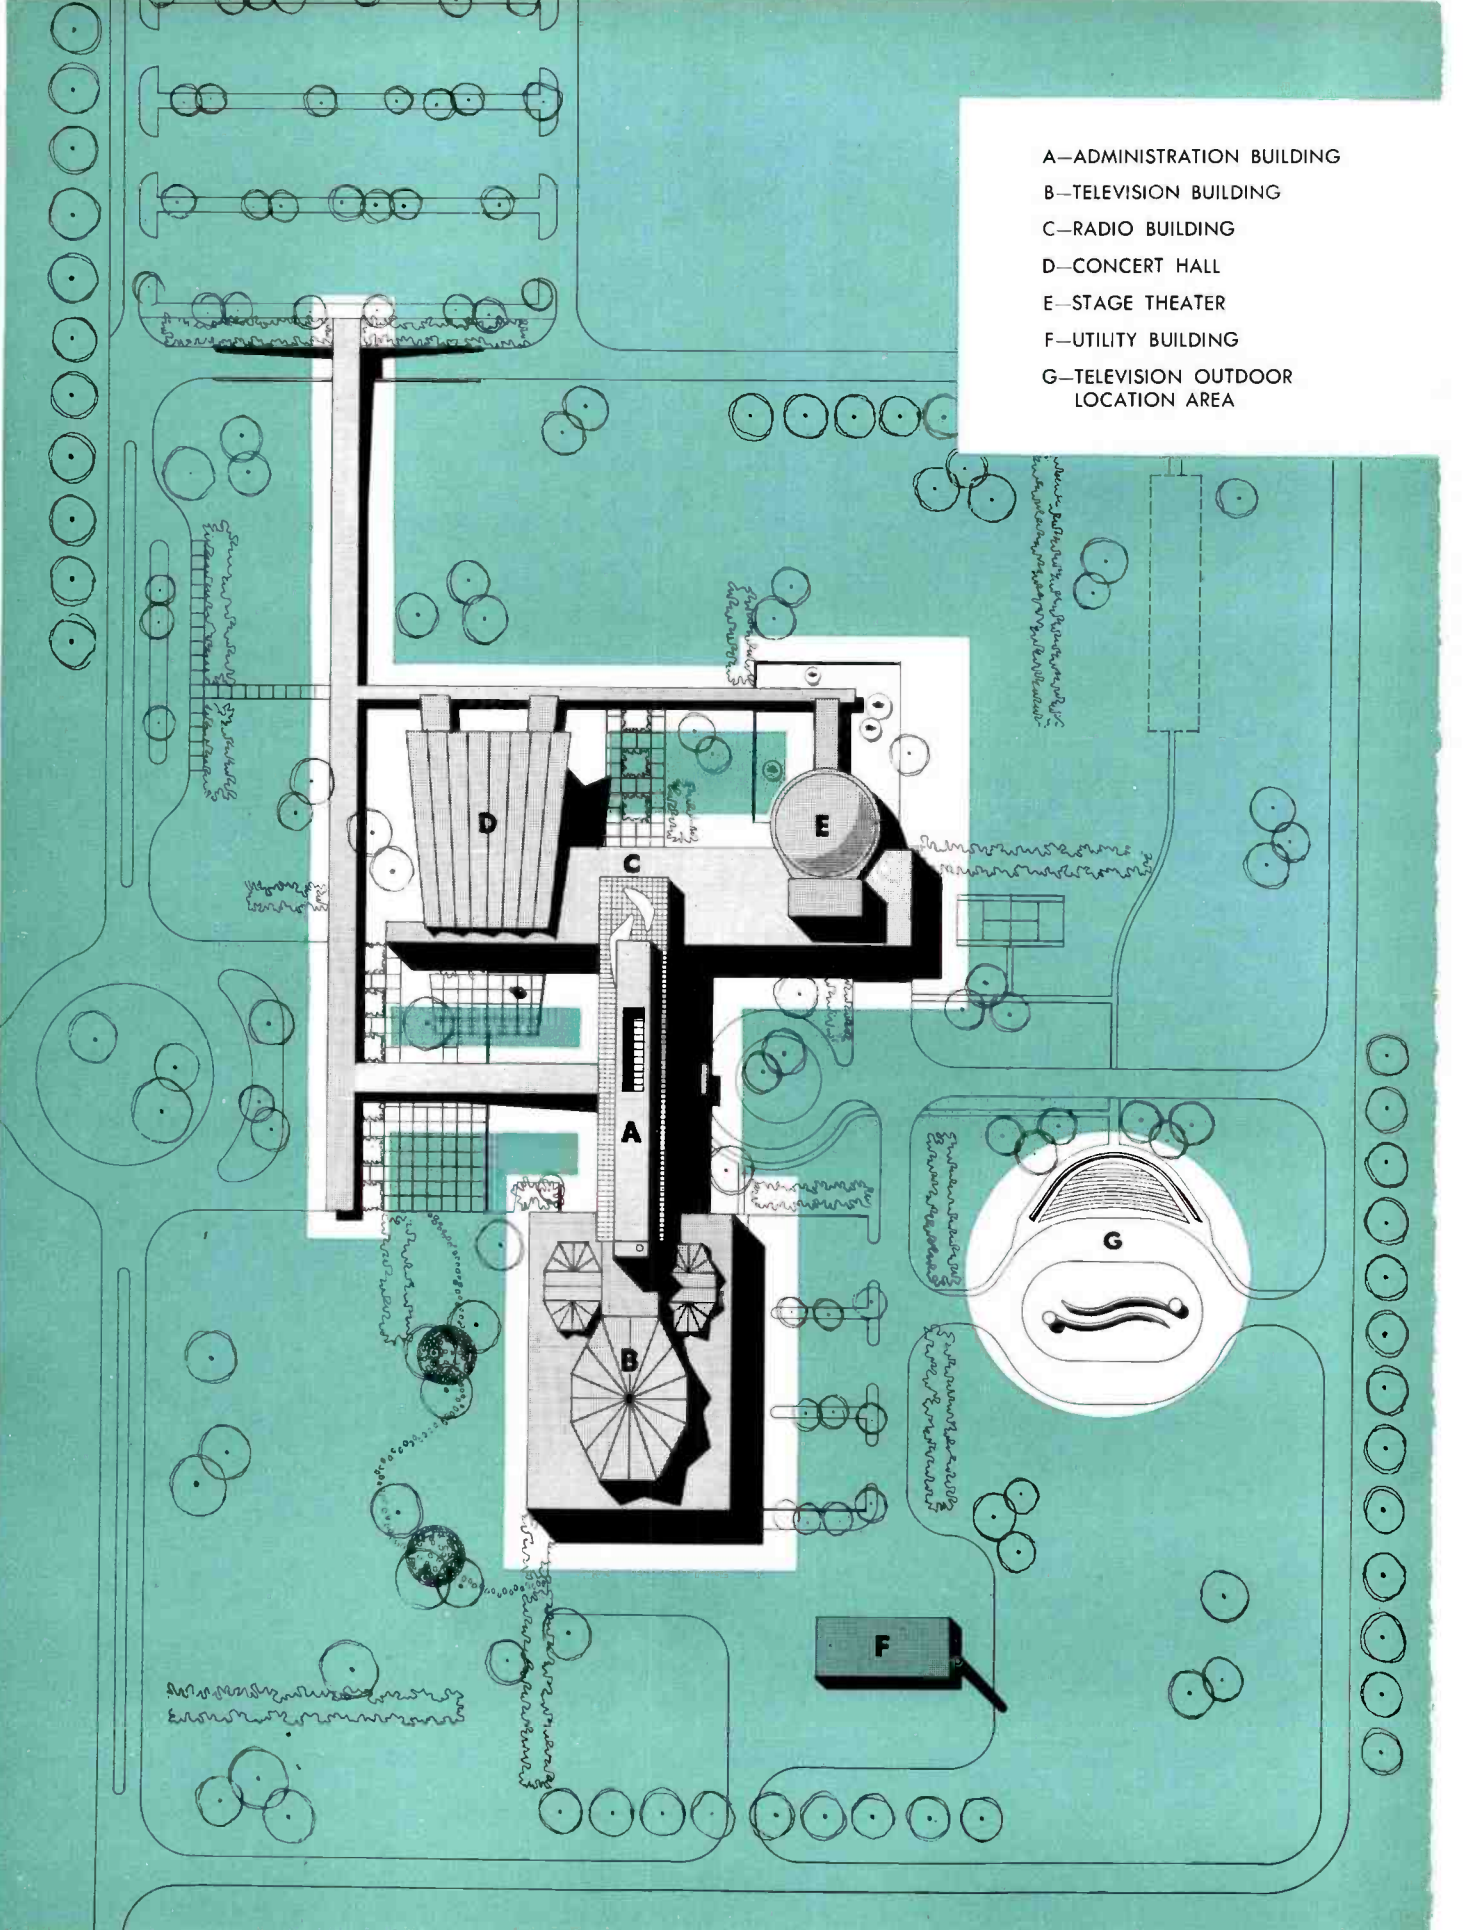 A—ADMINISTRATION BUILDING
B—TELEVISION BUILDING
C—RADIO BUILDING
D—CONCERT HALL
E—STAGE THEATER
F—UTILITY BUILDING
G—TELEVISION OUTDOOR
LOCATION AREA
D
E
C
A
G
B
F